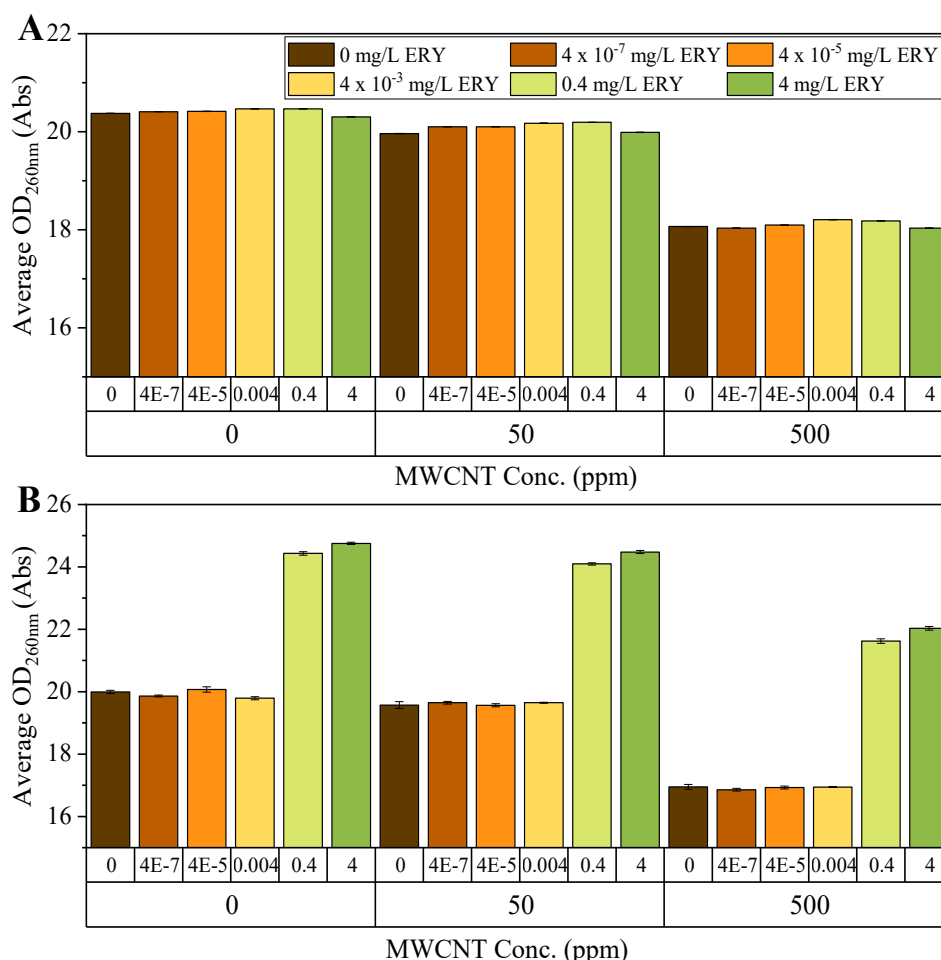 A
22
20
18
16
Average OD260nm (Abs)
0 mg/L ERY 4 x 10-7 mg/L ERY 4 x 10-5 mg/L ERY
4 x 10-3 mg/L ERY 0.4 mg/L ERY 4 mg/L ERY
0 4E-7 4E-5 0.004 0.4 4 0 4E-7 4E-5 0.004 0.4 4 0 4E-7 4E-5 0.004 0.4 4
0 50 500
MWCNT Conc. (ppm)
B
26
24
22
20
18
16
Average OD260nm (Abs)
0 4E-7 4E-5 0.004 0.4 4 0 4E-7 4E-5 0.004 0.4 4 0 4E-7 4E-5 0.004 0.4 4
0 50 500
MWCNT Conc. (ppm)